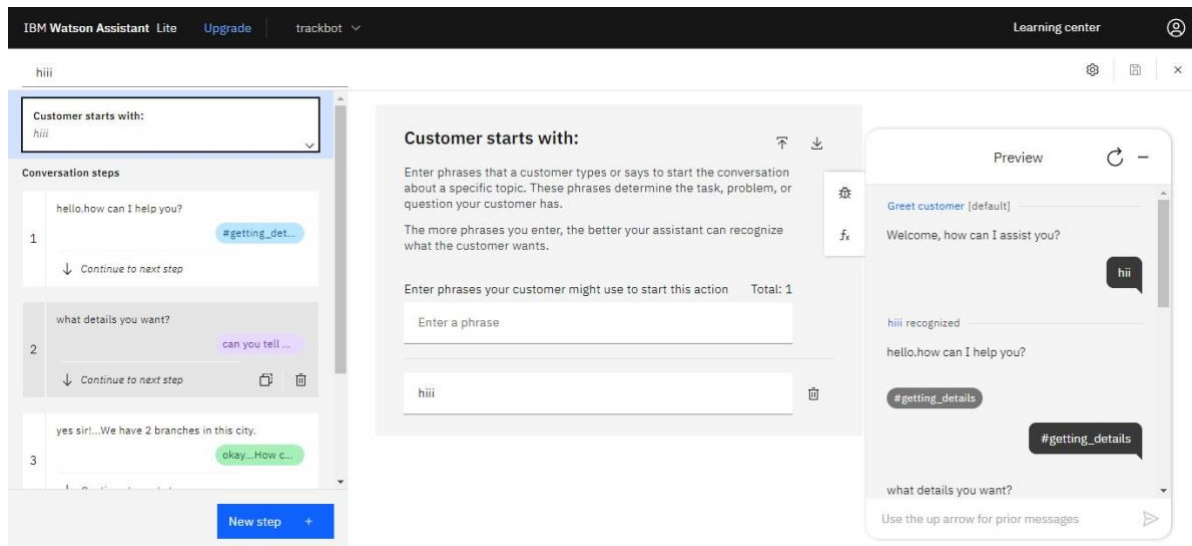 IBM Watson Assistant Lite Upgrade trackbot Learning center
hiii
Customer starts with:
hiii
Conversation steps
1
hello.how can I help you?
#getting_det...
Continue to next step
2
what details you want?
can you tell ...
Continue to next step
3
yes sir!...We have 2 branches in this city.
okay...How c...
New step +
Customer starts with:
Enter phrases that a customer types or says to start the conversation
about a specific topic. These phrases determine the task, problem, or
question your customer has.
The more phrases you enter, the better your assistant can recognize
what the customer wants.
Enter phrases your customer might use to start this action Total: 1
Enter a phrase
hiii
fx
Preview
Greet customer [default]
Welcome, how can I assist you?
hii
hiii recognized
hello.how can I help you?
#getting_details
#getting_details
what details you want?
Use the up arrow for prior messages